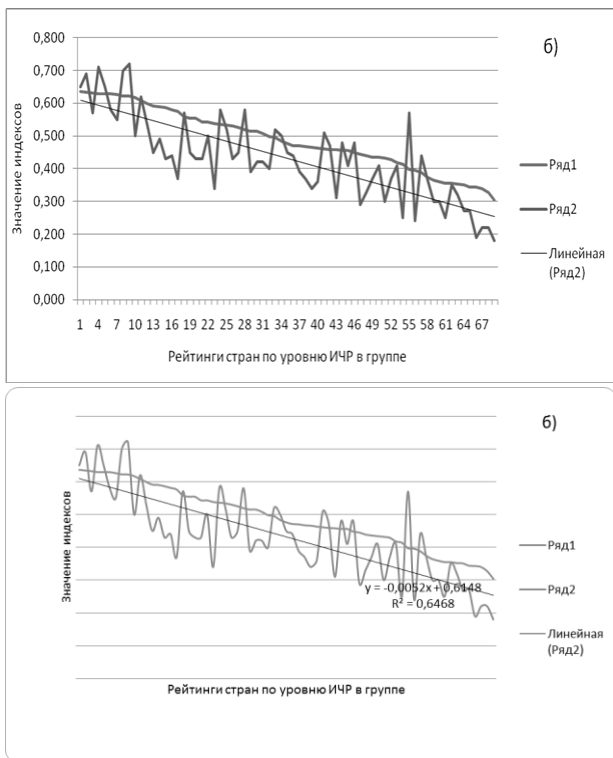 б)
0,800
0,700
0,600
0,500
0,400
0,300
0,200
0,100
0,000
Значение индексов
1 4 7 10 13 16 19 22 25 28 31 34 37 40 43 46 49 52 55 58 61 64 67
Рейтинги стран по уровню ИЧР в группе
Ряд1
Ряд2
Линейная
(Ряд2)
б)
Значение индексов
y = -0,0052x + 0,6148
R² = 0,6468
Рейтинги стран по уровню ИЧР в группе
Ряд1
Ряд2
Линейная
(Ряд2)